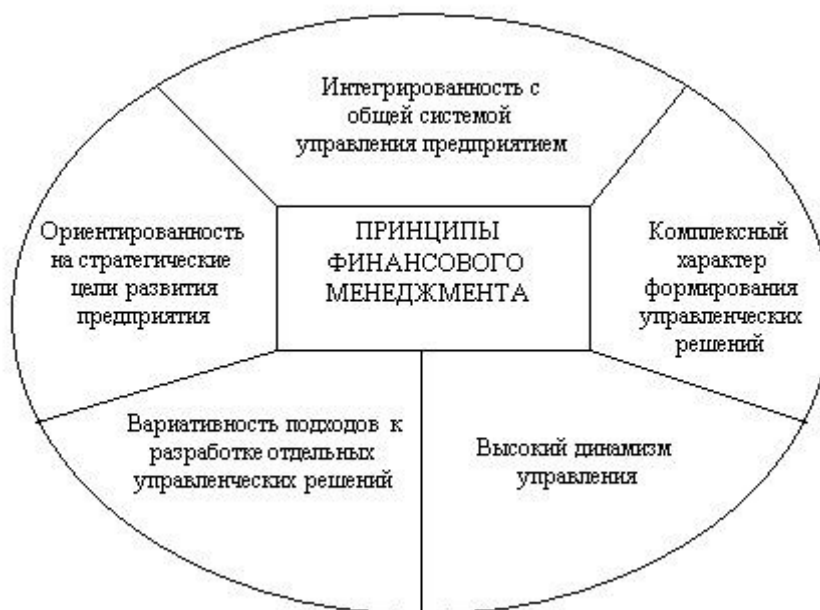 Интегрированность с
общей системой
управления предприятием
Ориентированность
на стратегические
цели развития
предприятия
ПРИНЦИПЫ
ФИНАНСОВОГО
МЕНЕДЖМЕНТА
Комплексный
характер
формирования
управленческих
решений
Вариативность подходов к
разработке отдельных
управленческих решений
Высокий динамизм
управления